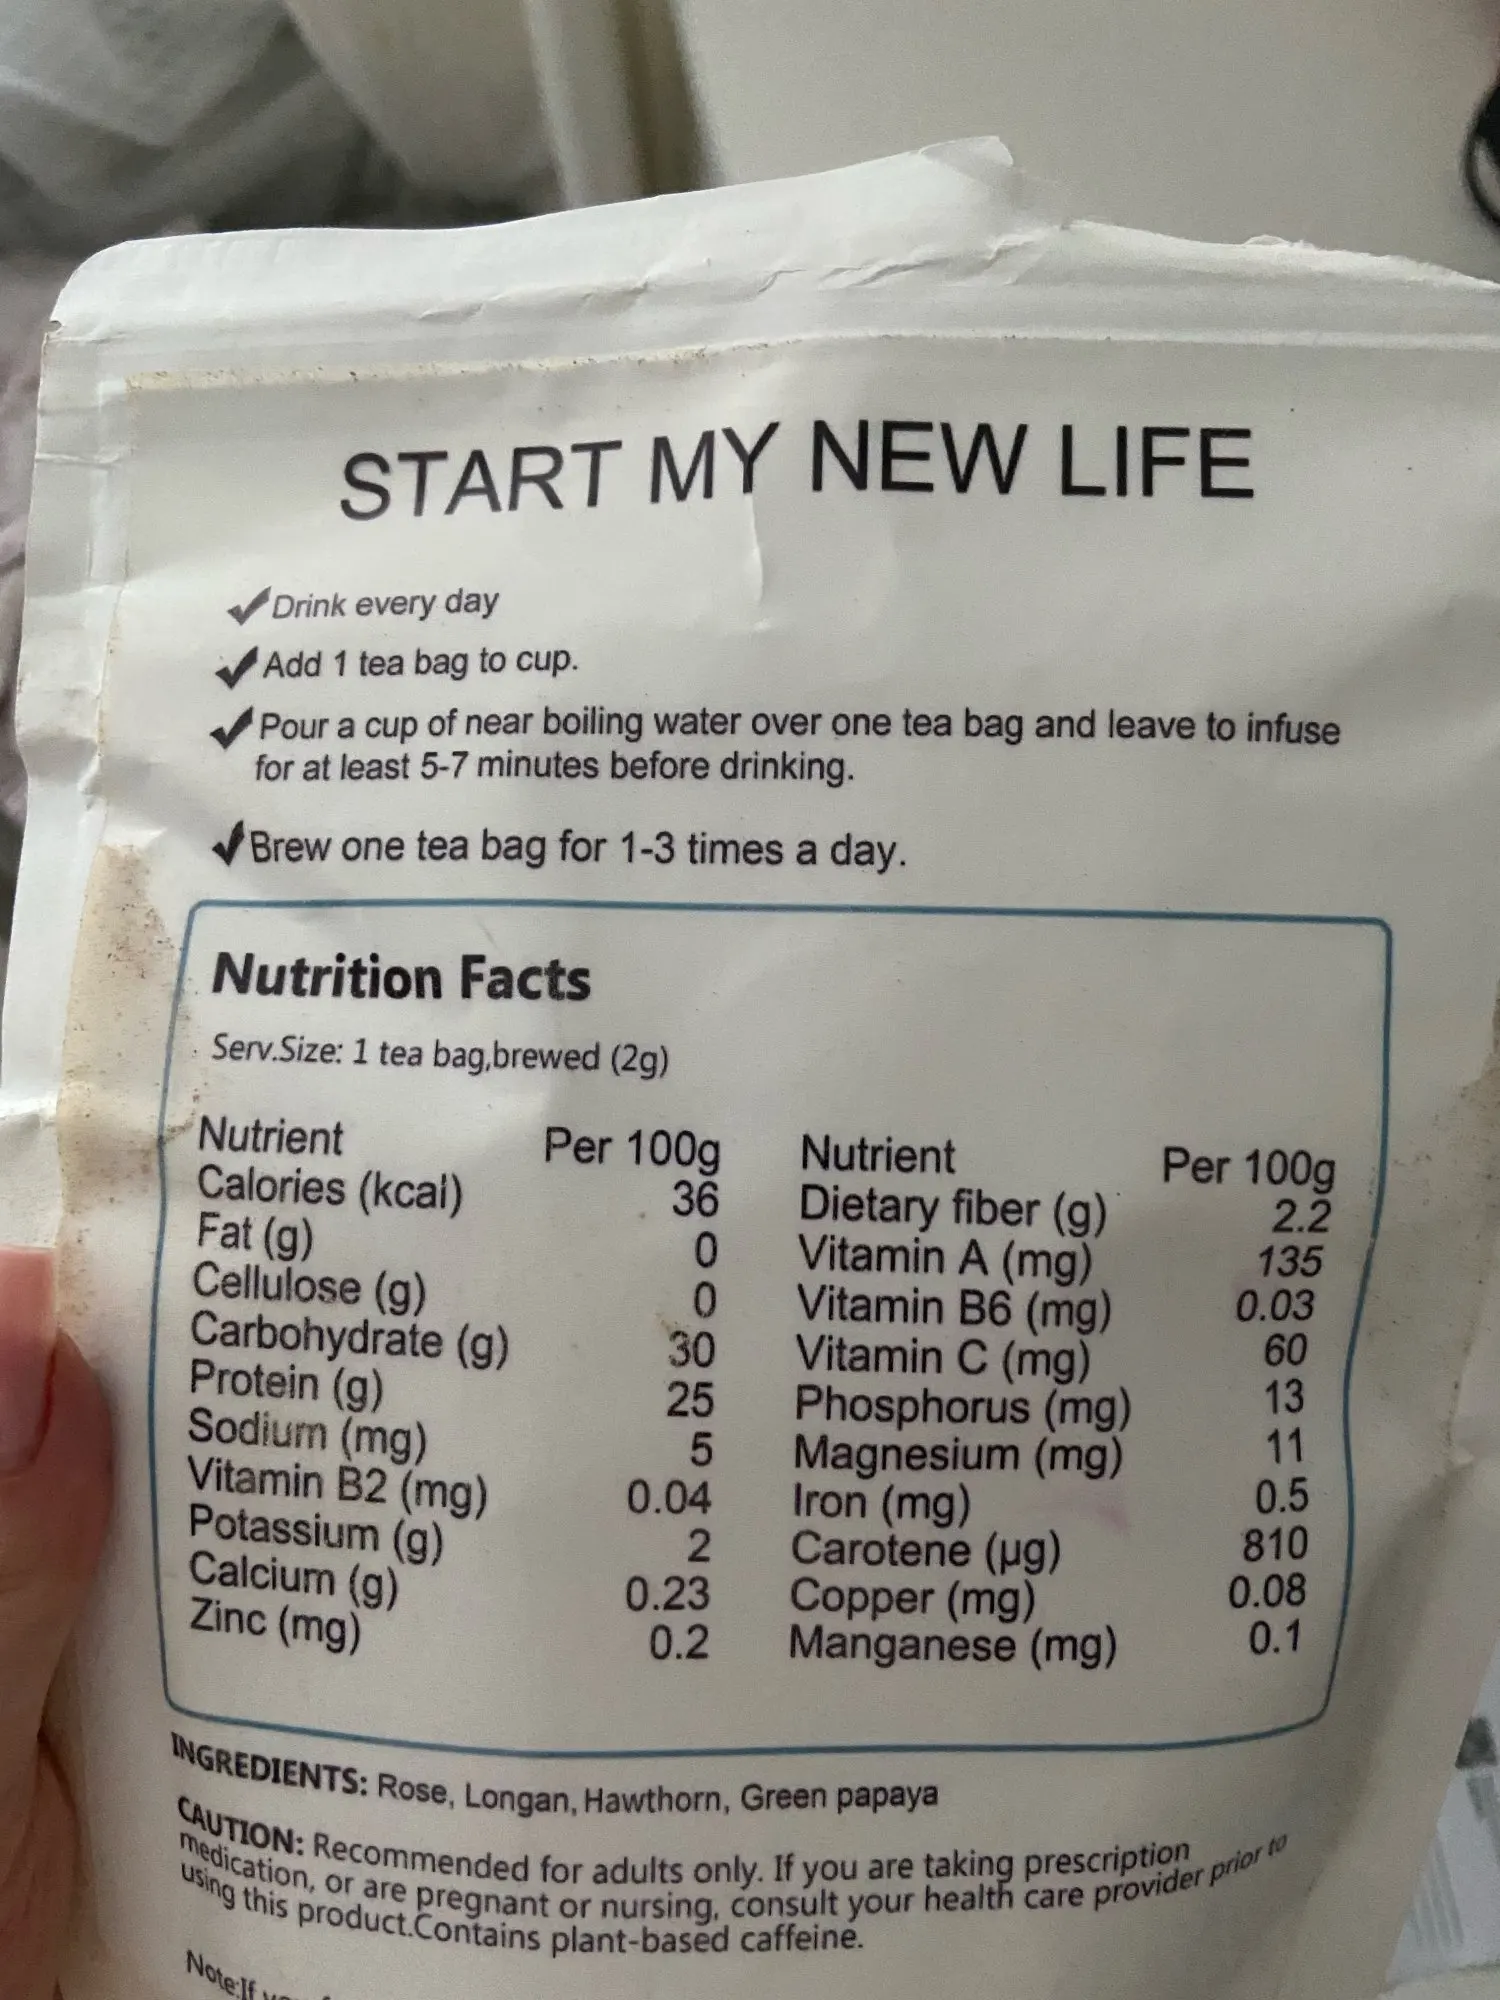 START MY NEW LIFE
✓Drink every day
✓Add 1 tea bag to cup.
✓Pour a cup of near boiling water over one tea bag and leave to infuse
for at least 5-7 minutes before drinking.
✓Brew one tea bag for 1-3 times a day.
Nutrition Facts
Serv.Size: 1 tea bag,brewed (2g)
Nutrient Per 100g Nutrient Per 100g
Calories (kcal) 36 Dietary fiber (g) 2.2
Fat (g) 0 Vitamin A (mg) 135
Cellulose (g) 0 Vitamin B6 (mg) 0.03
Carbohydrate (g) 30 Vitamin C (mg) 60
Protein (g) 25 Phosphorus (mg) 13
Sodium (mg) 5 Magnesium (mg) 11
Vitamin B2 (mg) 0.04 Iron (mg) 0.5
Potassium (g) 2 Carotene (µg) 810
Calcium (g) 0.23 Copper (mg) 0.08
Zinc (mg) 0.2 Manganese (mg) 0.1
INGREDIENTS: Rose, Longan, Hawthorn, Green papaya
CAUTION: Recommended for adults only. If you are taking prescription
medication, or are pregnant or nursing, consult your health care provider prior to
using this product.Contains plant-based caffeine.
Note:If